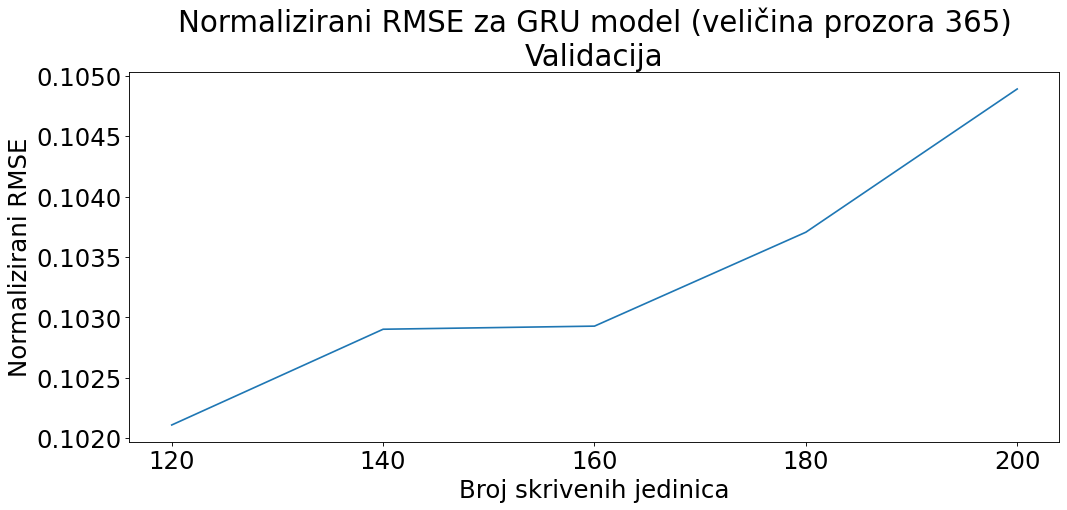 Normalizirani RMSE za GRU model (veličina prozora 365)
Validacija
Normalizirani RMSE
0.1050
0.1045
0.1040
0.1035
0.1030
0.1025
0.1020
120 140 160 180 200
Broj skrivenih jedinica